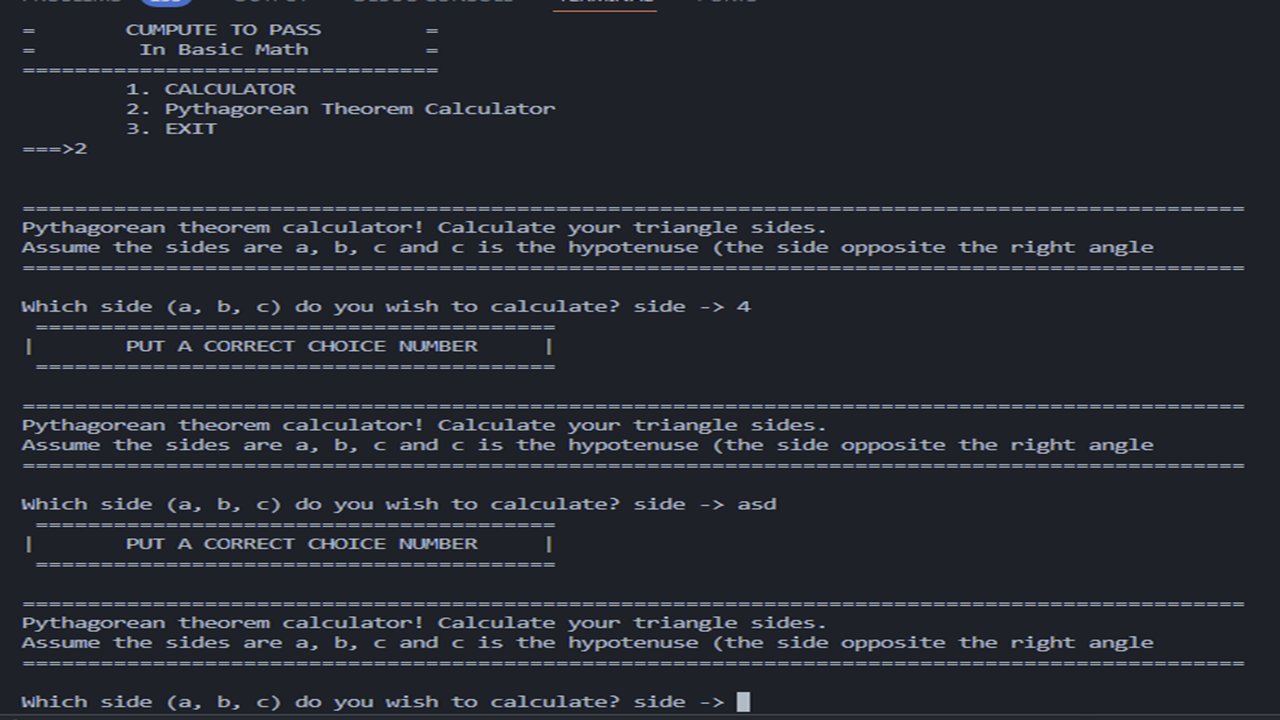 =       CUMPUTE TO PASS        =
=        In Basic Math         =
================================
        1. CALCULATOR
        2. Pythagorean Theorem Calculator
        3. EXIT
===>2
==============================================================================================
Pythagorean theorem calculator! Calculate your triangle sides.
Assume the sides are a, b, c and c is the hypotenuse (the side opposite the right angle
==============================================================================================
Which side (a, b, c) do you wish to calculate? side -> 4
 ========================================
|       PUT A CORRECT CHOICE NUMBER     |
 ========================================
==============================================================================================
Pythagorean theorem calculator! Calculate your triangle sides.
Assume the sides are a, b, c and c is the hypotenuse (the side opposite the right angle
==============================================================================================
Which side (a, b, c) do you wish to calculate? side -> asd
 ========================================
|       PUT A CORRECT CHOICE NUMBER     |
 ========================================
==============================================================================================
Pythagorean theorem calculator! Calculate your triangle sides.
Assume the sides are a, b, c and c is the hypotenuse (the side opposite the right angle
==============================================================================================
Which side (a, b, c) do you wish to calculate? side ->